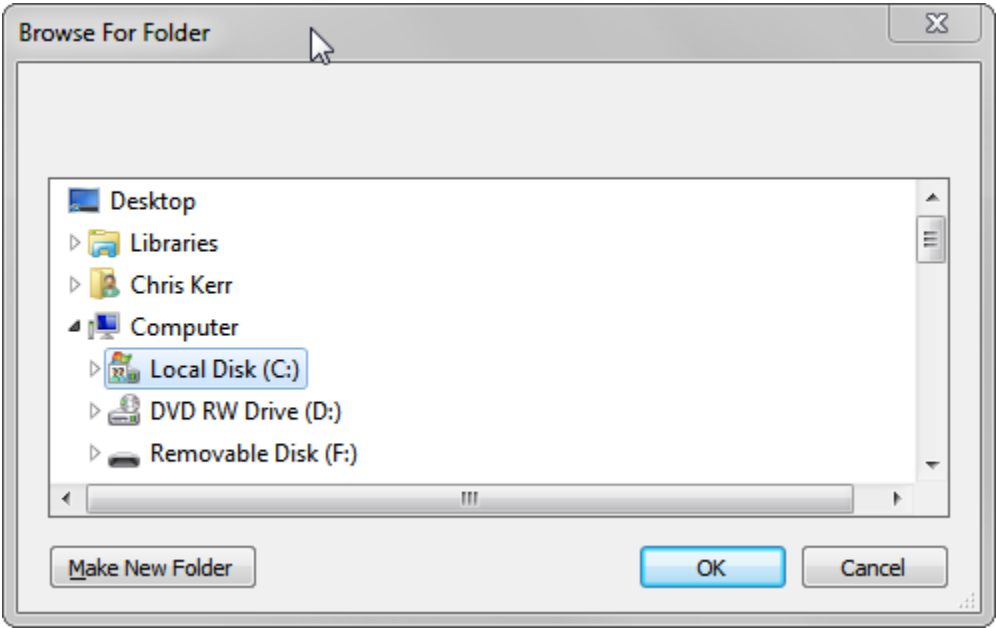 Browse For Folder
Desktop
Libraries
Chris Kerr
Computer
Local Disk (C:)
DVD RW Drive (D:)
Removable Disk (F:)
Make New Folder
OK
Cancel